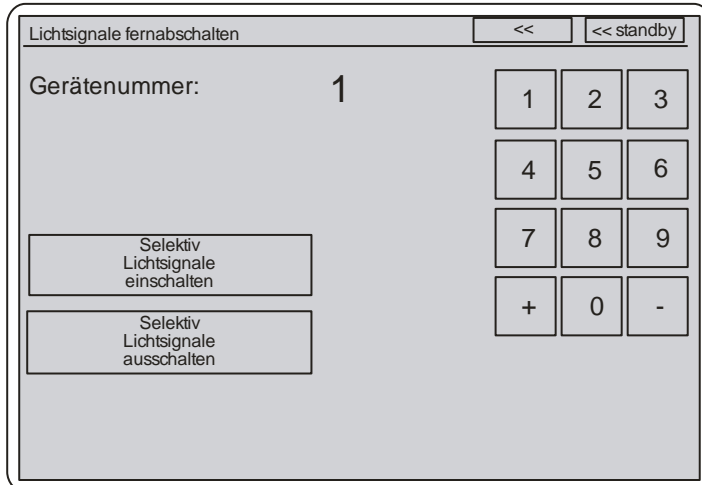 Lichtsignale fernabschalten << << standby
Gerätenummer: 1
1 2 3
4 5 6
Selektiv
Lichtsignale
einschalten
7 8 9
Selektiv
Lichtsignale
ausschalten
+ 0 -